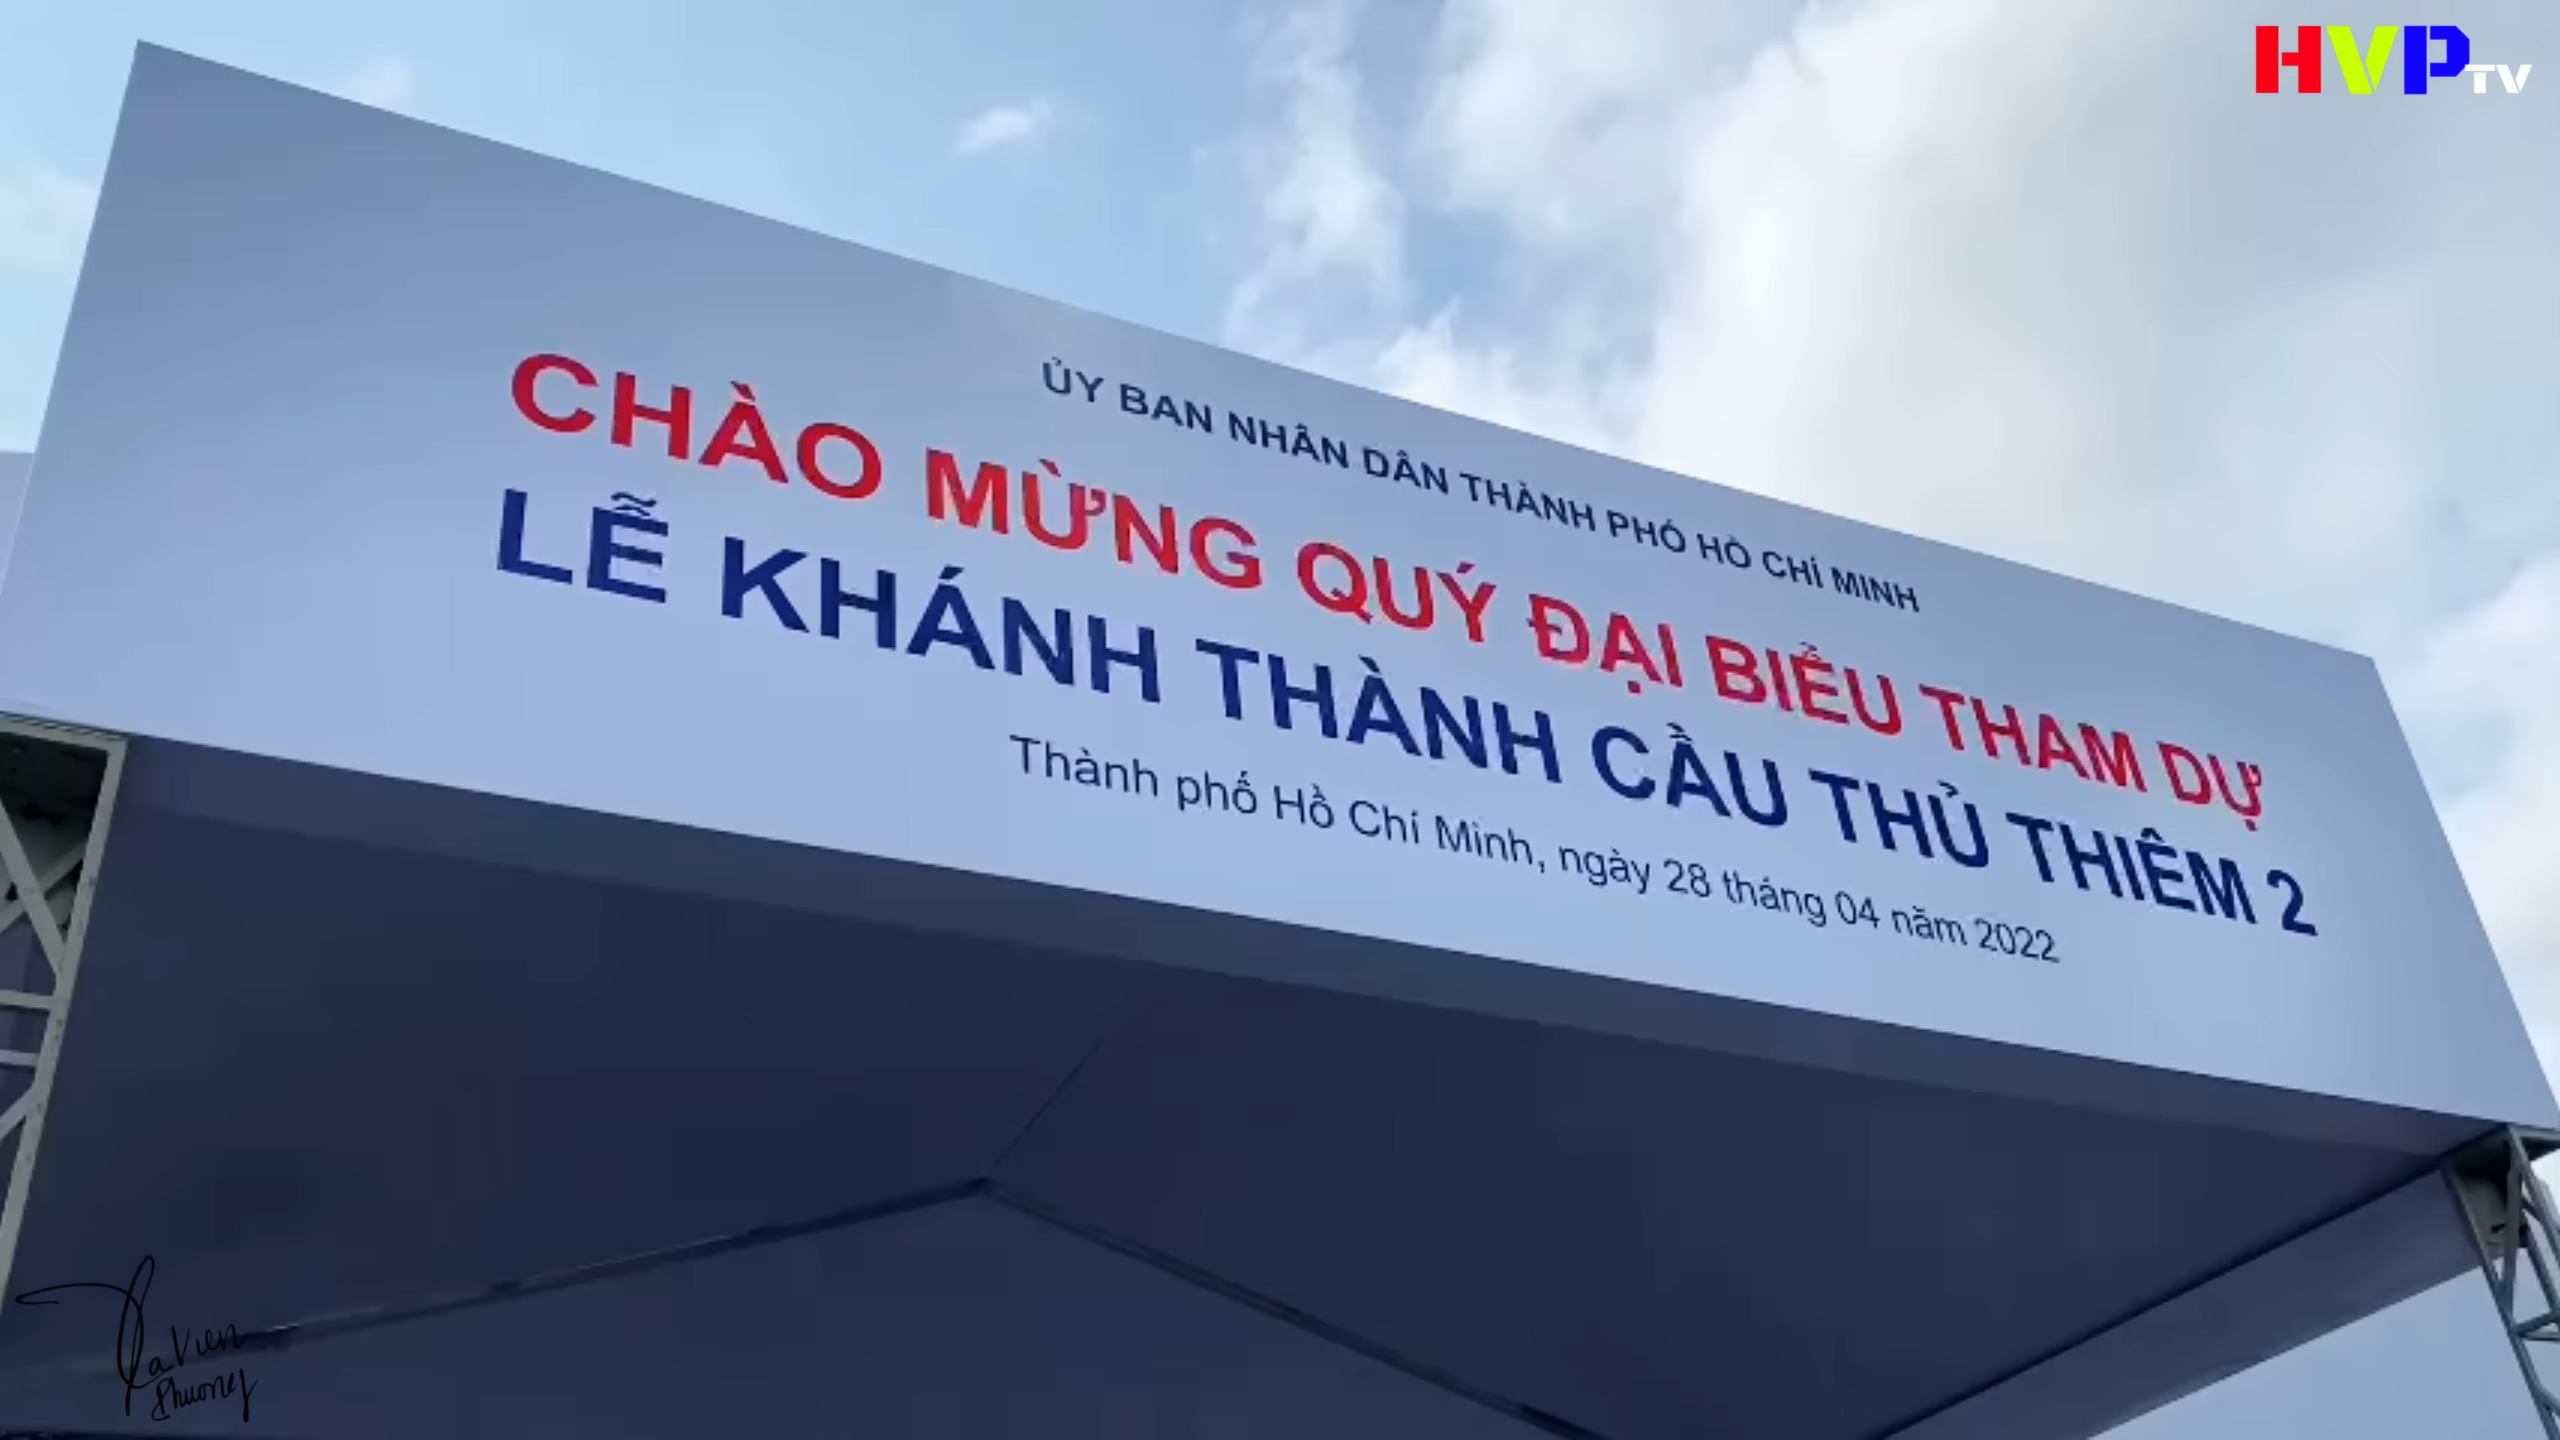 HVPTV
ỦY BAN NHÂN DÂN THÀNH PHỐ HỒ CHÍ MINH
CHÀO MỪNG QUÝ ĐẠI BIỂU THAM DỰ
LỄ KHÁNH THÀNH CẦU THỦ THIÊM 2
Thành phố Hồ Chí Minh, ngày 28 tháng 04 năm 2022
Phuong